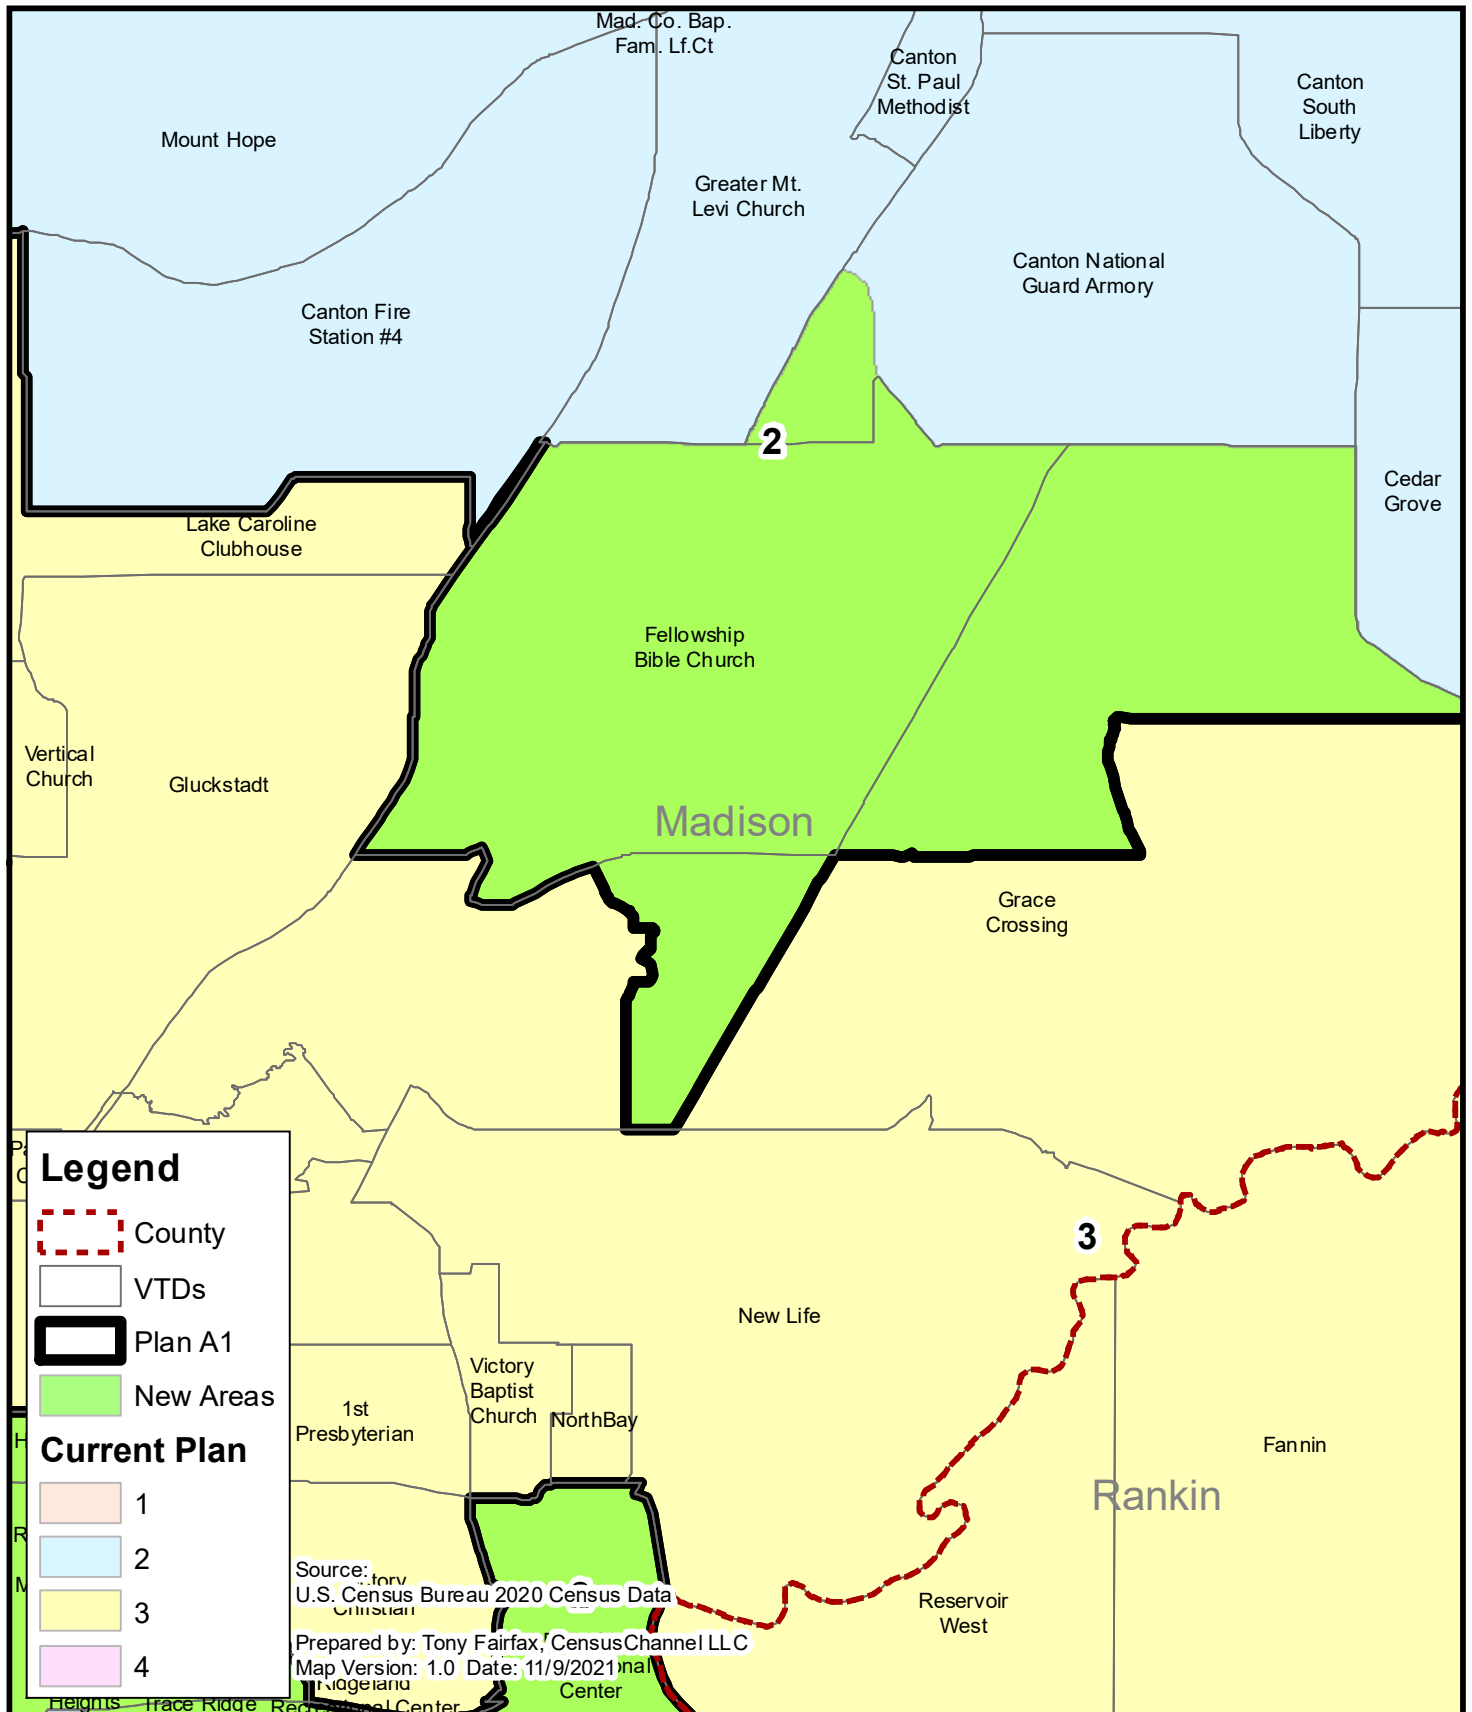 Mad. Co. Bap.
Fam. Lf.Ct
Canton
St. Paul
Methodist
Canton
South
Liberty
Mount Hope
Greater Mt.
Levi Church
Canton National
Guard Armory
Canton Fire
Station #4
2
Cedar
Grove
Lake Caroline
Clubhouse
Fellowship
Bible Church
Vertical
Church
Gluckstadt
Madison
Grace
Crossing
3
New Life
Victory
Baptist
Church
NorthBay
1st
Presbyterian
Fannin
Rankin
Reservoir
West
Christian
Center
Ridgeland
Recreational Center
Heights
Trace Ridge
Legend
County
VTDs
Plan A1
New Areas
Current Plan
1
2
3
4
Source:
U.S. Census Bureau 2020 Census Data
Prepared by: Tony Fairfax, CensusChannel LLC
Map Version: 1.0 Date: 11/9/2021